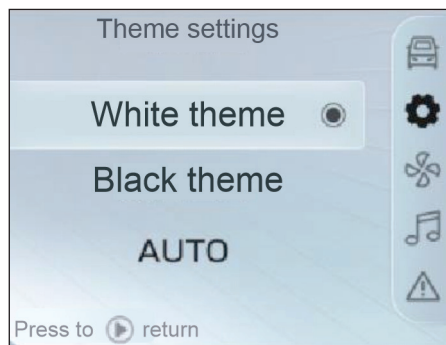 Theme settings
White theme
Black theme
AUTO
Press to return